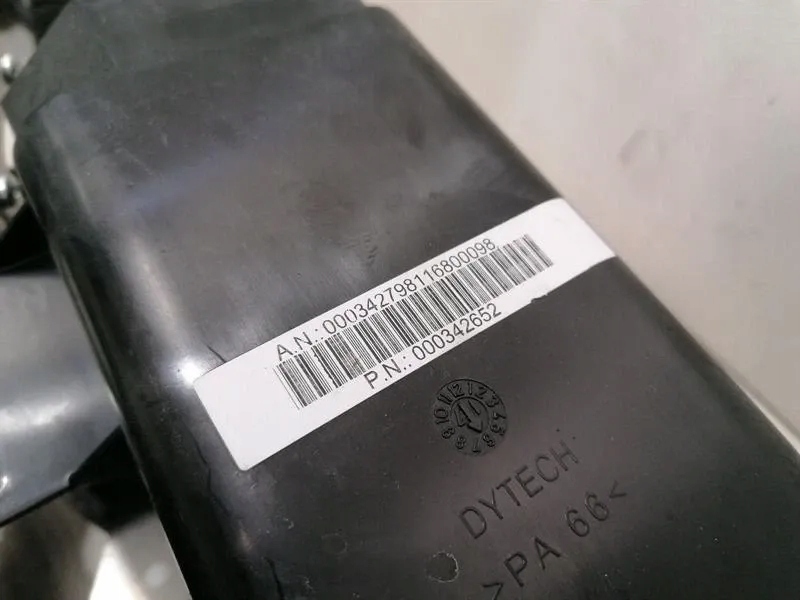 A.N.: 000342798116800098
P.N.: 000342652
DYTECH
>PA 66<